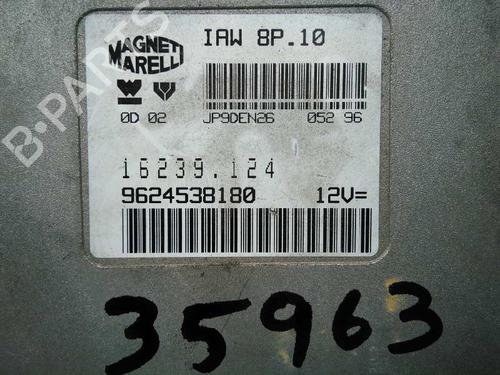 MAGNETI MARELLI
IAW 8P.10
0D 02 JP9DEN26 052 96
16239.124
9624538180 12V=
35963
B-PARTS